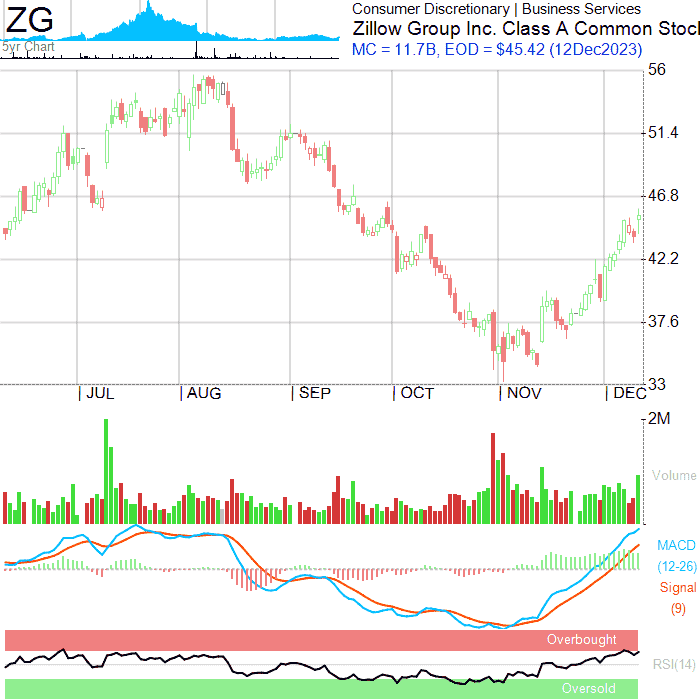 ZG
Consumer Discretionary | Business Services
Zillow Group Inc. Class A Common Stock
MC = 11.7B, EOD = $45.42 (12Dec2023)
5yr Chart
56
51.4
46.8
42.2
37.6
33
| JUL | AUG | SEP | OCT | NOV | DEC
2M
Volume
MACD
(12-26)
Signal
(9)
Overbought
RSI(14)
Oversold